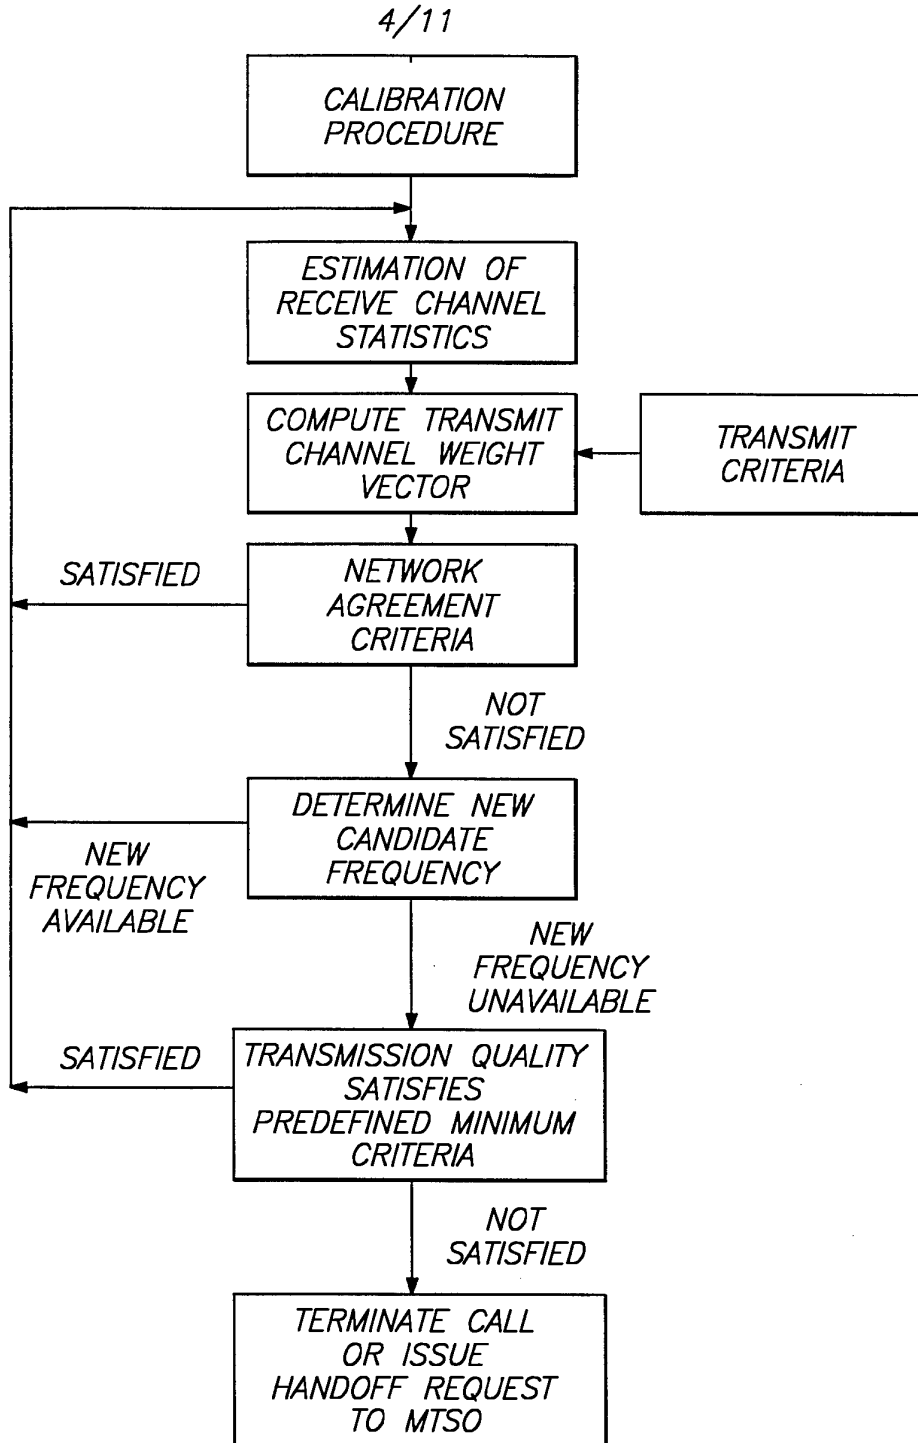 4/11
CALIBRATION
PROCEDURE
ESTIMATION OF
RECEIVE CHANNEL
STATISTICS
COMPUTE TRANSMIT
CHANNEL WEIGHT
VECTOR
TRANSMIT
CRITERIA
SATISFIED
NETWORK
AGREEMENT
CRITERIA
NOT
SATISFIED
DETERMINE NEW
CANDIDATE
FREQUENCY
NEW
FREQUENCY
AVAILABLE
NEW
FREQUENCY
UNAVAILABLE
SATISFIED
TRANSMISSION QUALITY
SATISFIES
PREDEFINED MINIMUM
CRITERIA
NOT
SATISFIED
TERMINATE CALL
OR ISSUE
HANDOFF REQUEST
TO MTSO